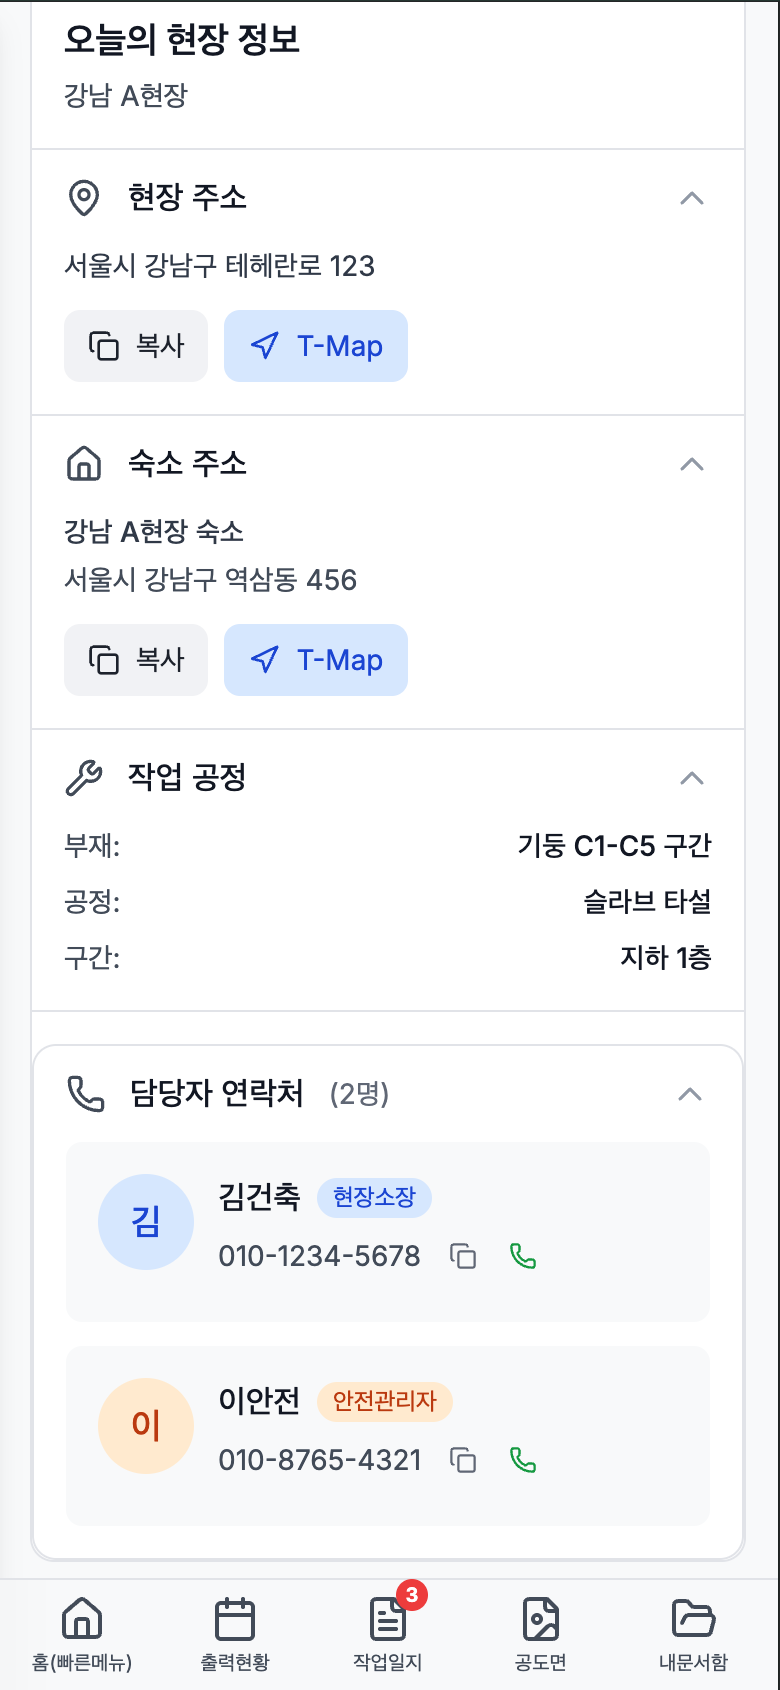 오늘의 현장 정보
강남 A현장
현장 주소
서울시 강남구 테헤란로 123
복사 T-Map
숙소 주소
강남 A현장 숙소
서울시 강남구 역삼동 456
복사 T-Map
작업 공정
부재: 기둥 C1-C5 구간
공정: 슬라브 타설
구간: 지하 1층
담당자 연락처 (2명)
김 김건축 현장소장
010-1234-5678
이 이안전 안전관리자
010-8765-4321
3
홈(빠른메뉴) 출력현황 작업일지 공도면 내문서함